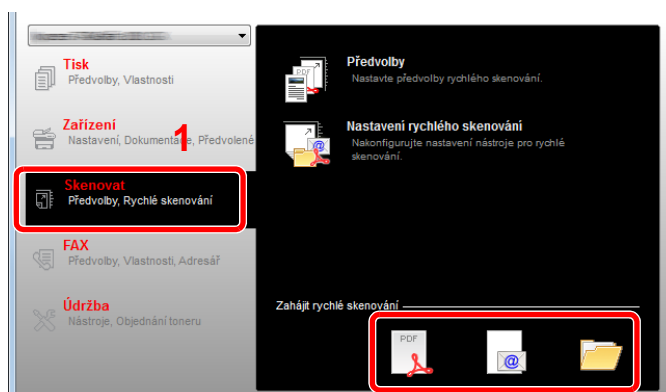 Tisk
Předvolby, Vlastnosti
Zařízení
Nastavení, Dokumentace, Předvolené
1
Skenovat
Předvolby, Rychlé skenování
FAX
Předvolby, Vlastnosti, Adresář
Údržba
Nástroje, Objednání toneru
PDF
Předvolby
Nastavte předvolby rychlého skenování.
@
Nastavení rychlého skenování
Nakonfigurujte nastavení nástroje pro rychlé
skenování.
Zahájit rychlé skenování
PDF
@